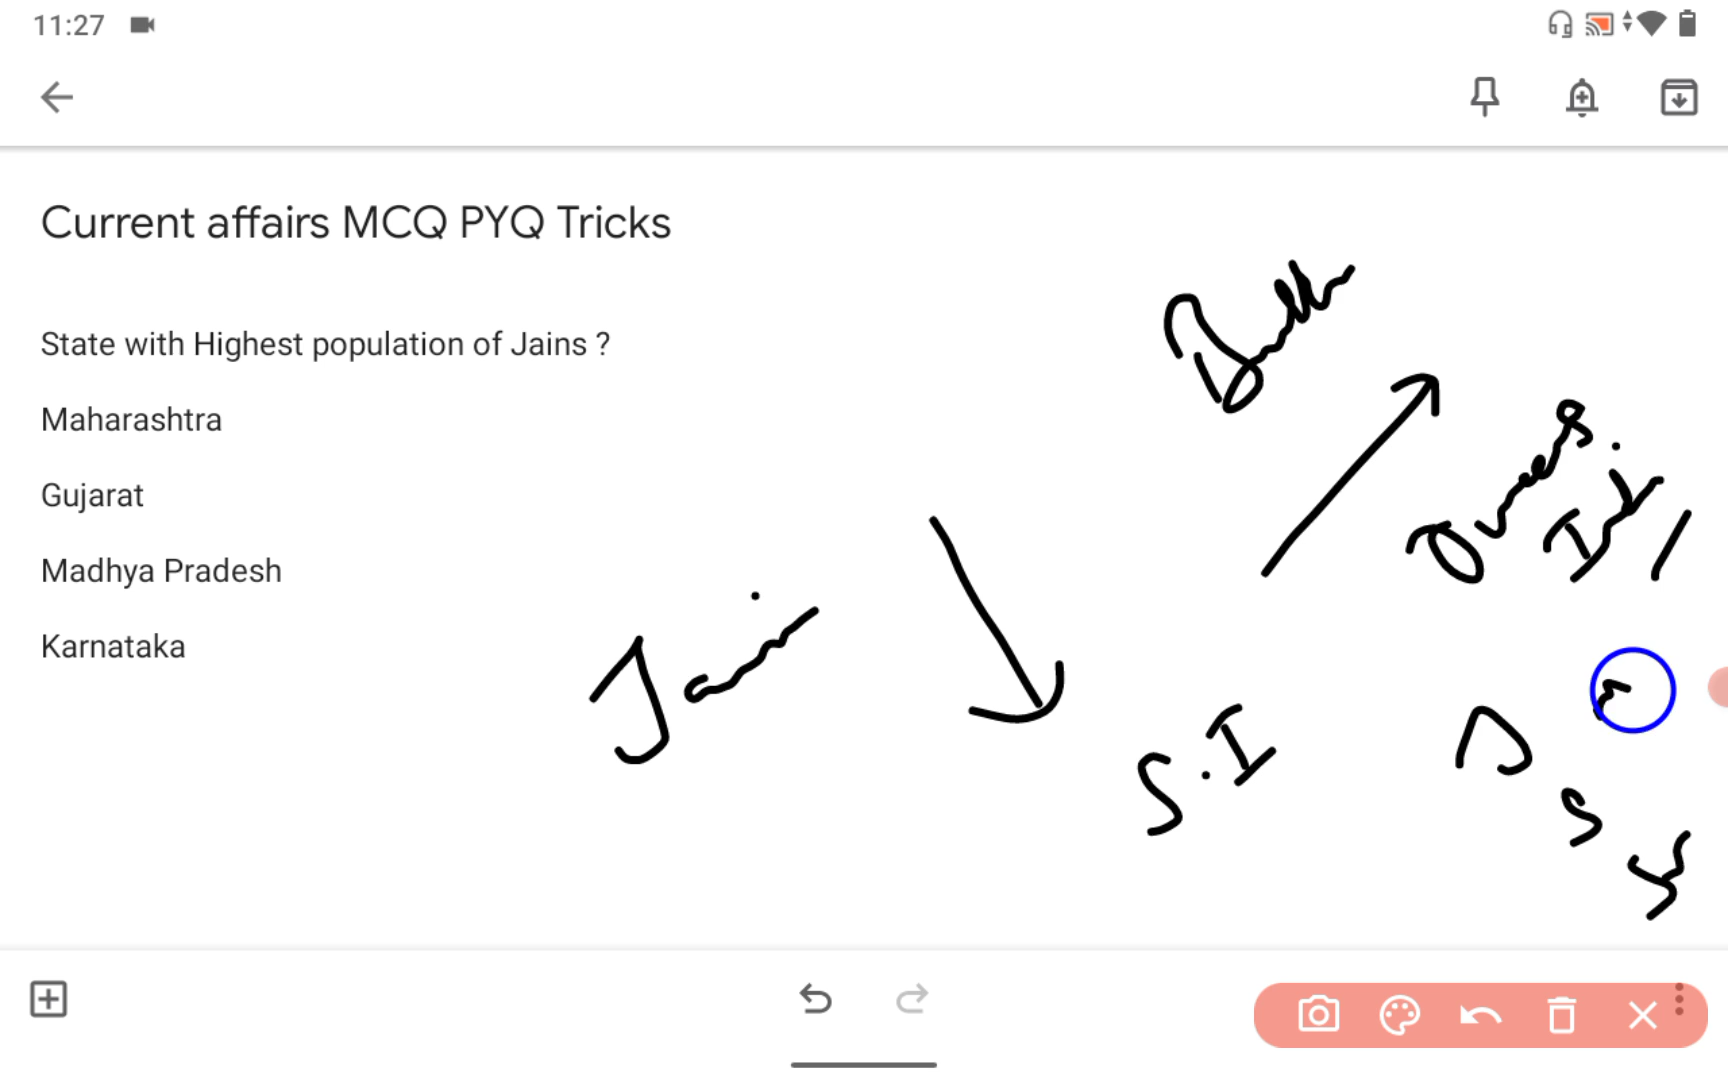 11:27
Current affairs MCQ PYQ Tricks
State with Highest population of Jains ?
Maharashtra
Gujarat
Madhya Pradesh
Karnataka
Jain
S.I